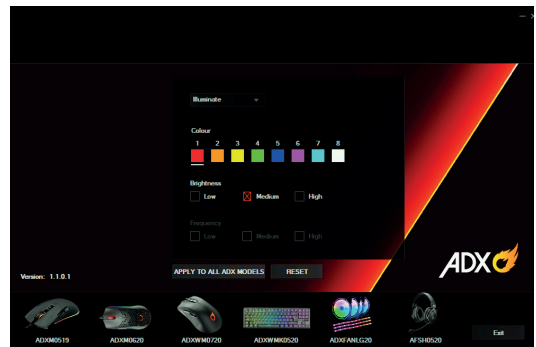 Illuminate
Colour
1 2 3 4 5 6 7 8
Brightness
Low Medium High
Frequency
Low Medium High
APPLY TO ALL ADX MODELS RESET
ADX
Version: 1.1.0.1
ADXM0519 ADXM0620 ADXWM0720 ADXWMK0520 ADXFANLG20 AFSH0520 Exit